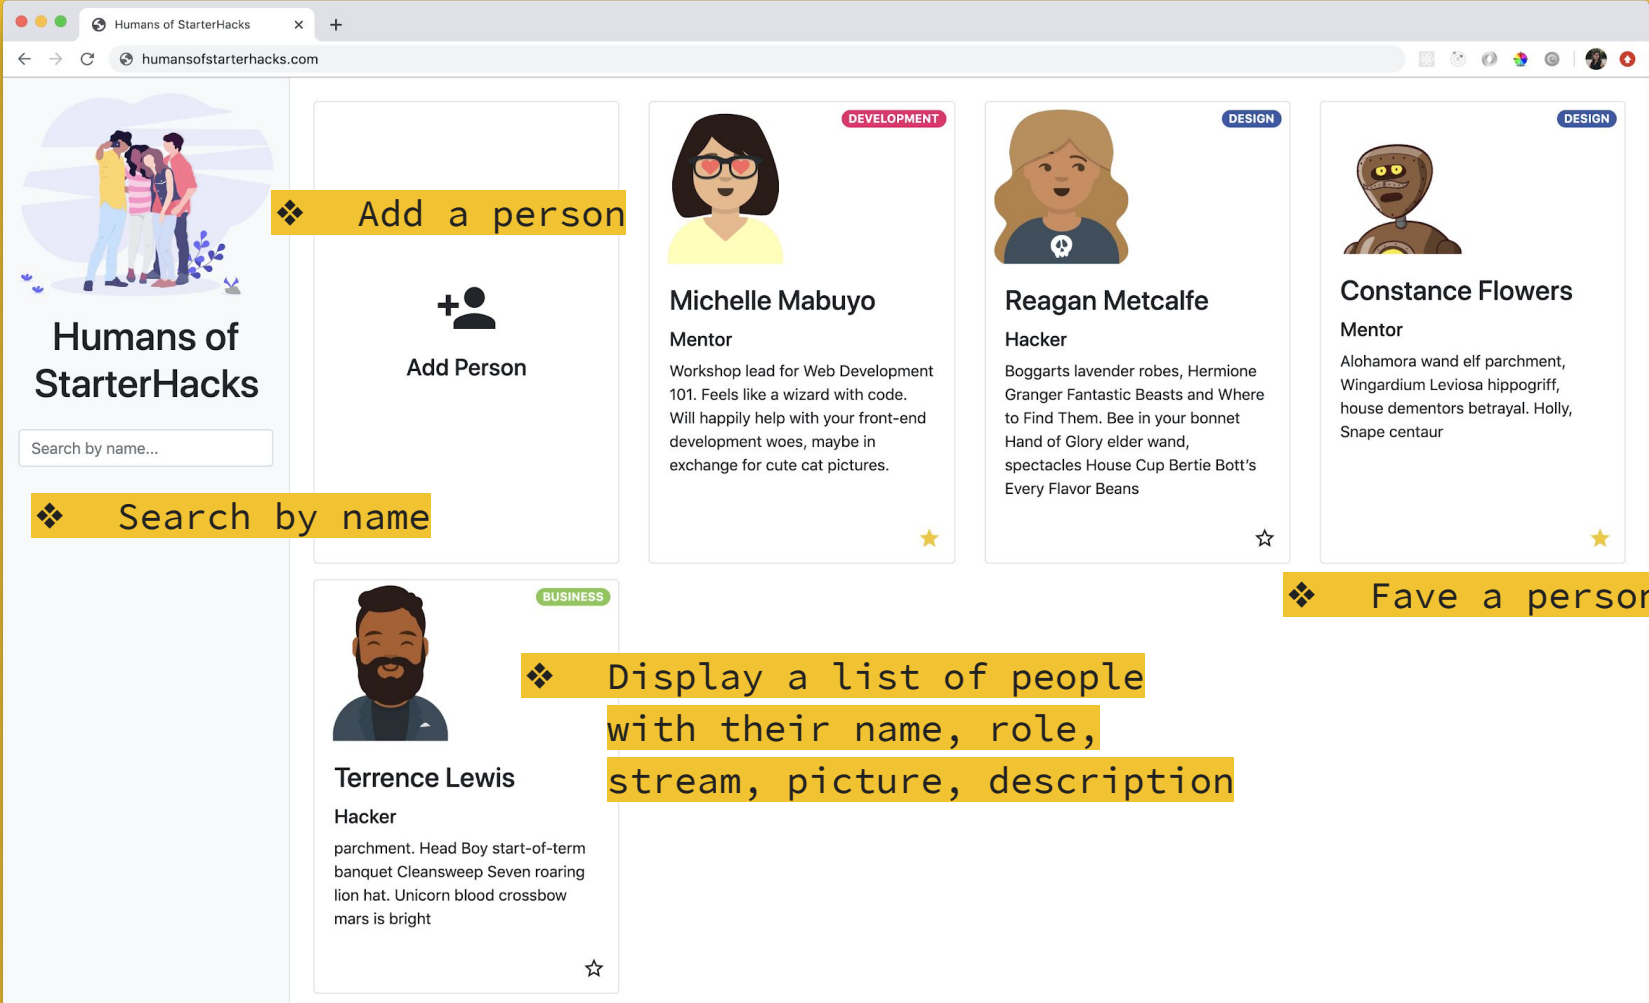 Humans of StarterHacks
humansofstarterhacks.com
Humans of
StarterHacks
Search by name...
❖ Search by name
❖ Add a person
Add Person
DEVELOPMENT
Michelle Mabuyo
Mentor
Workshop lead for Web Development
101. Feels like a wizard with code.
Will happily help with your front-end
development woes, maybe in
exchange for cute cat pictures.
DESIGN
Reagan Metcalfe
Hacker
Boggarts lavender robes, Hermione
Granger Fantastic Beasts and Where
to Find Them. Bee in your bonnet
Hand of Glory elder wand,
spectacles House Cup Bertie Bott’s
Every Flavor Beans
DESIGN
Constance Flowers
Mentor
Alohamora wand elf parchment,
Wingardium Leviosa hippogriff,
house dementors betrayal. Holly,
Snape centaur
❖ Fave a person
BUSINESS
Terrence Lewis
Hacker
parchment. Head Boy start-of-term
banquet Cleansweep Seven roaring
lion hat. Unicorn blood crossbow
mars is bright
❖ Display a list of people
with their name, role,
stream, picture, description